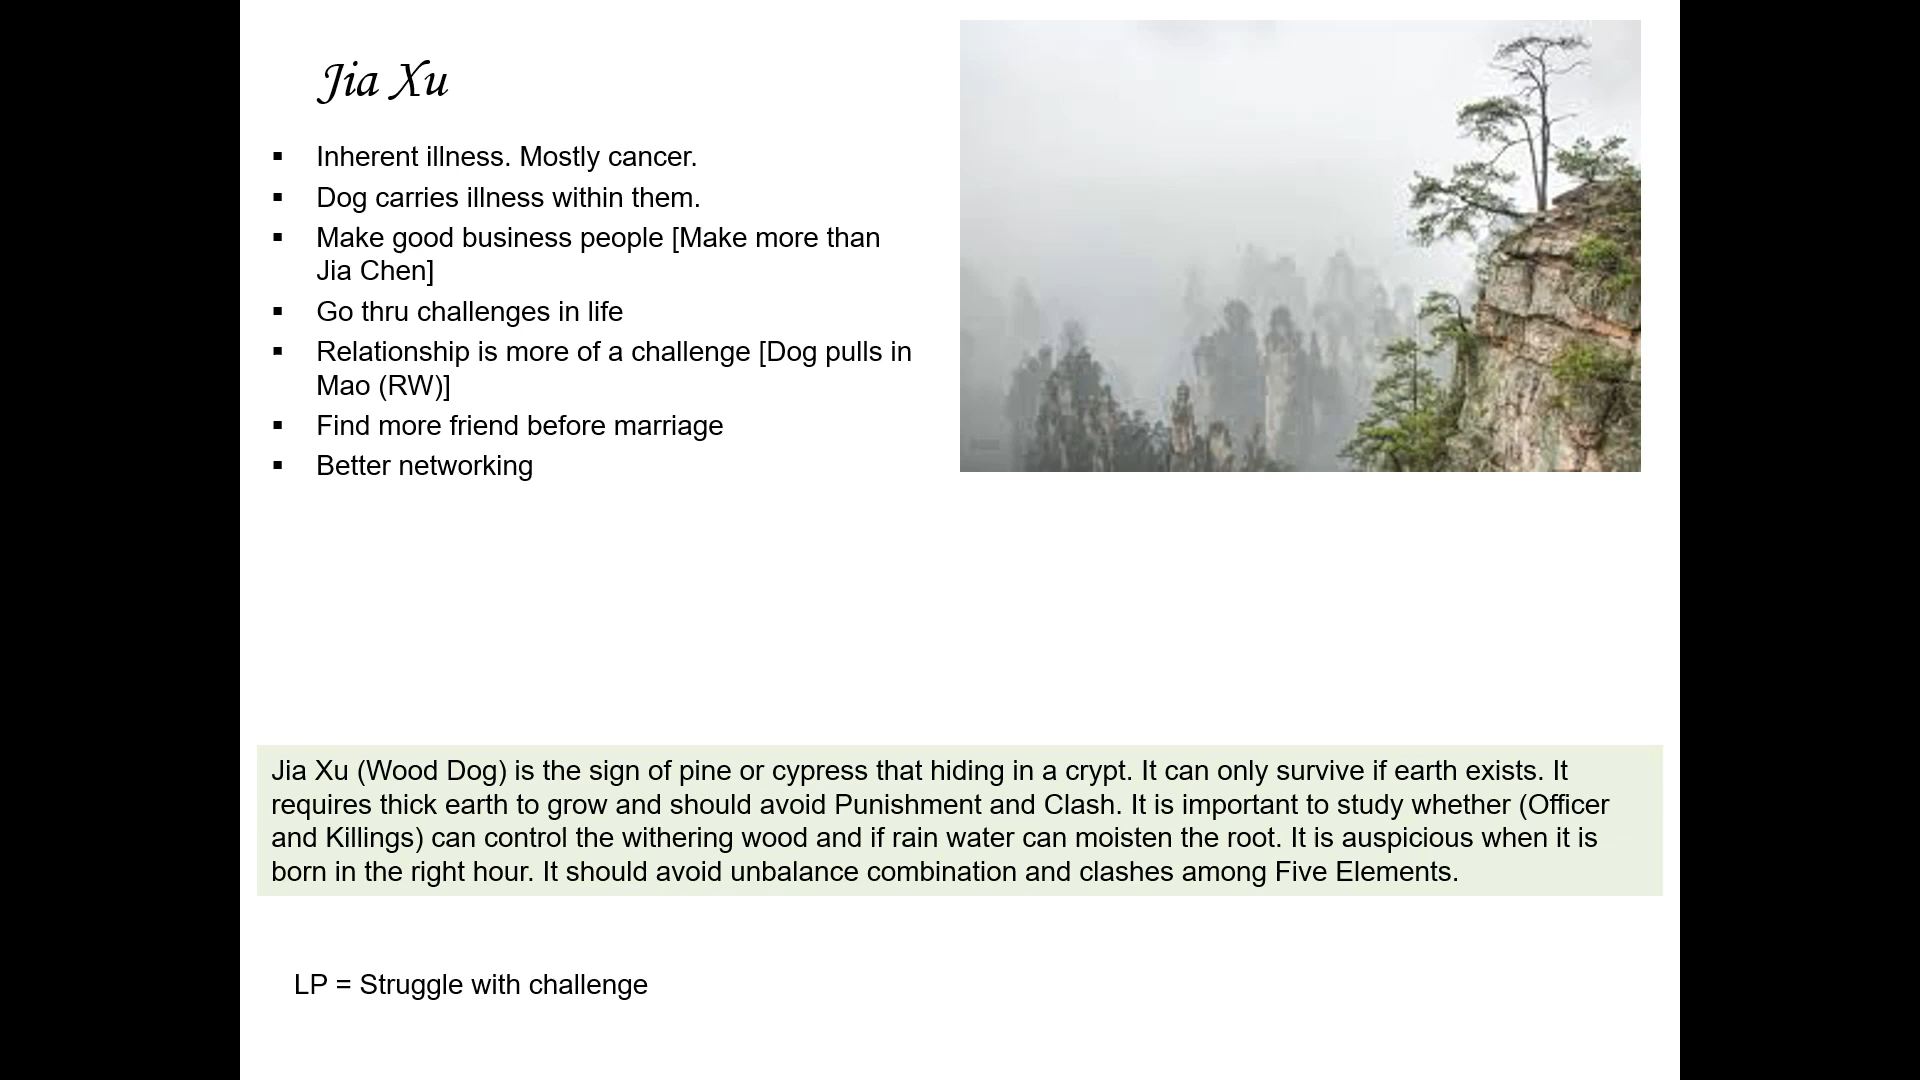 Jia Xu
▪ Inherent illness. Mostly cancer.
▪ Dog carries illness within them.
▪ Make good business people [Make more than
Jia Chen]
▪ Go thru challenges in life
▪ Relationship is more of a challenge [Dog pulls in
Mao (RW)]
▪ Find more friend before marriage
▪ Better networking
Jia Xu (Wood Dog) is the sign of pine or cypress that hiding in a crypt. It can only survive if earth exists. It
requires thick earth to grow and should avoid Punishment and Clash. It is important to study whether (Officer
and Killings) can control the withering wood and if rain water can moisten the root. It is auspicious when it is
born in the right hour. It should avoid unbalance combination and clashes among Five Elements.
LP = Struggle with challenge